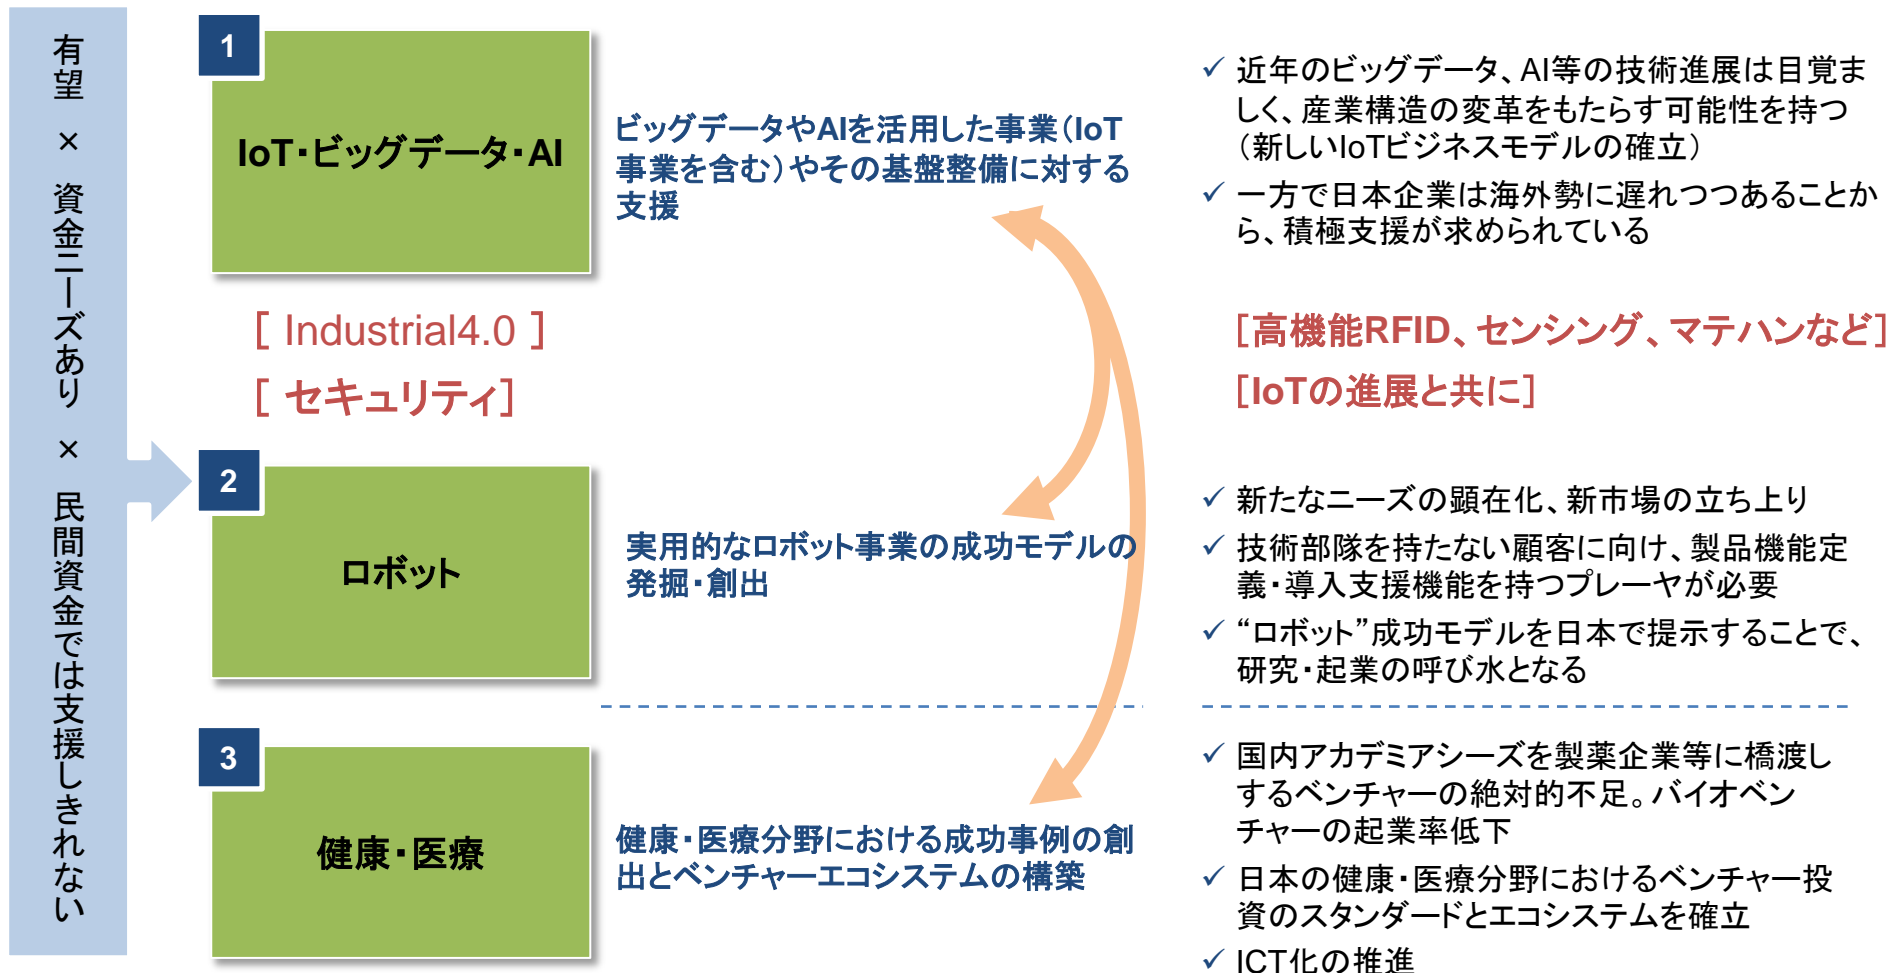 有望 × 資金ニーズあり × 民間資金では支援しきれない
1
IoT・ビッグデータ・AI
ビッグデータやAIを活用した事業（IoT
事業を含む）やその基盤整備に対する
支援
✓ 近年のビッグデータ、AI等の技術進展は目覚ま
しく、産業構造の変革をもたらす可能性を持つ
（新しいIoTビジネスモデルの確立）
✓ 一方で日本企業は海外勢に遅れつつあることか
ら、積極支援が求められている
[ Industrial4.0 ]
[ セキュリティ]
[高機能RFID、センシング、マテハンなど]
[IoTの進展と共に]
2
ロボット
実用的なロボット事業の成功モデルの
発掘・創出
✓ 新たなニーズの顕在化、新市場の立ち上り
✓ 技術部隊を持たない顧客に向け、製品機能定
義・導入支援機能を持つプレーヤが必要
✓ “ロボット”成功モデルを日本で提示することで、
研究・起業の呼び水となる
3
健康・医療
健康・医療分野における成功事例の創
出とベンチャーエコシステムの構築
✓ 国内アカデミアシーズを製薬企業等に橋渡し
するベンチャーの絶対的不足。バイオベン
チャーの起業率低下
✓ 日本の健康・医療分野におけるベンチャー投
資のスタンダードとエコシステムを確立
✓ ICT化の推進